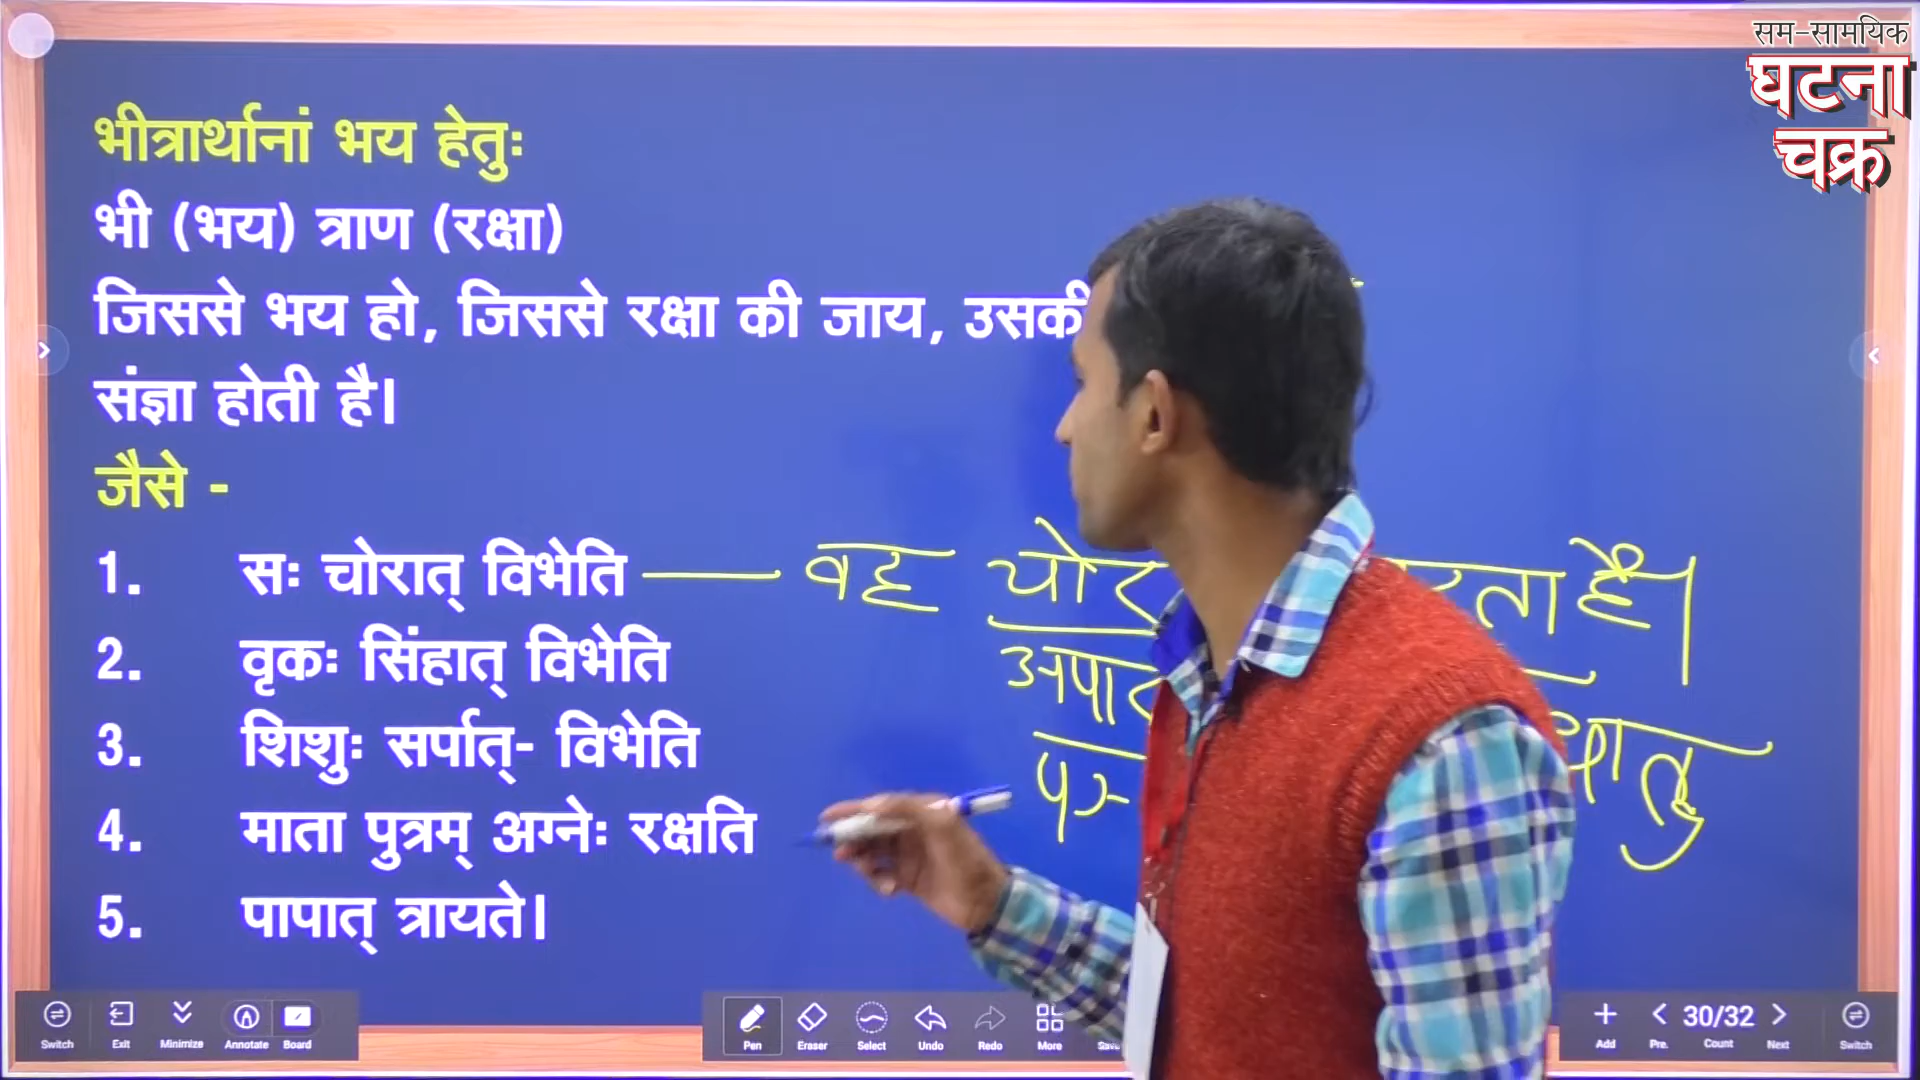 सम-सामयिक
घटना
चक्र
भीत्रार्थानां भय हेतुः
भी (भय) त्राण (रक्षा)
जिससे भय हो, जिससे रक्षा की जाय, उसकी
संज्ञा होती है।
जैसे -
1. सः चोरात् विभेति — वह चोर है।
2. वृकः सिंहात् विभेति
3. शिशुः सर्पात्- विभेति
4. माता पुत्रम् अग्नेः रक्षति
5. पापात् त्रायते।
Switch Exit Minimize Annotate Board Pen Eraser Select Undo Redo More Add Pre. 30/32 Count Next Switch